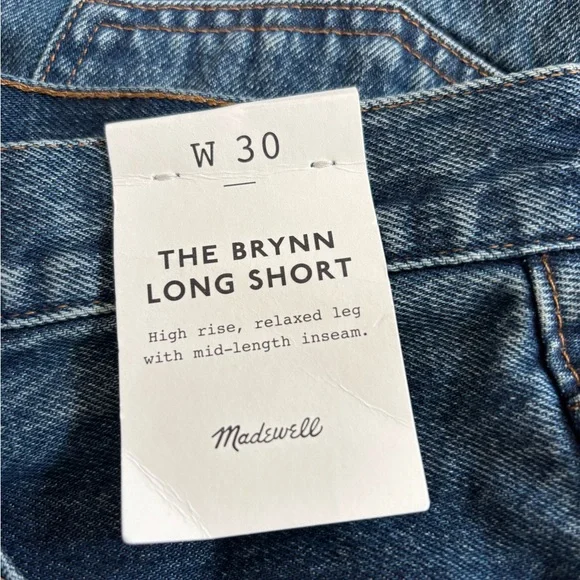 W 30
THE BRYNN
LONG SHORT
High rise, relaxed leg
with mid-length inseam.
Madewell